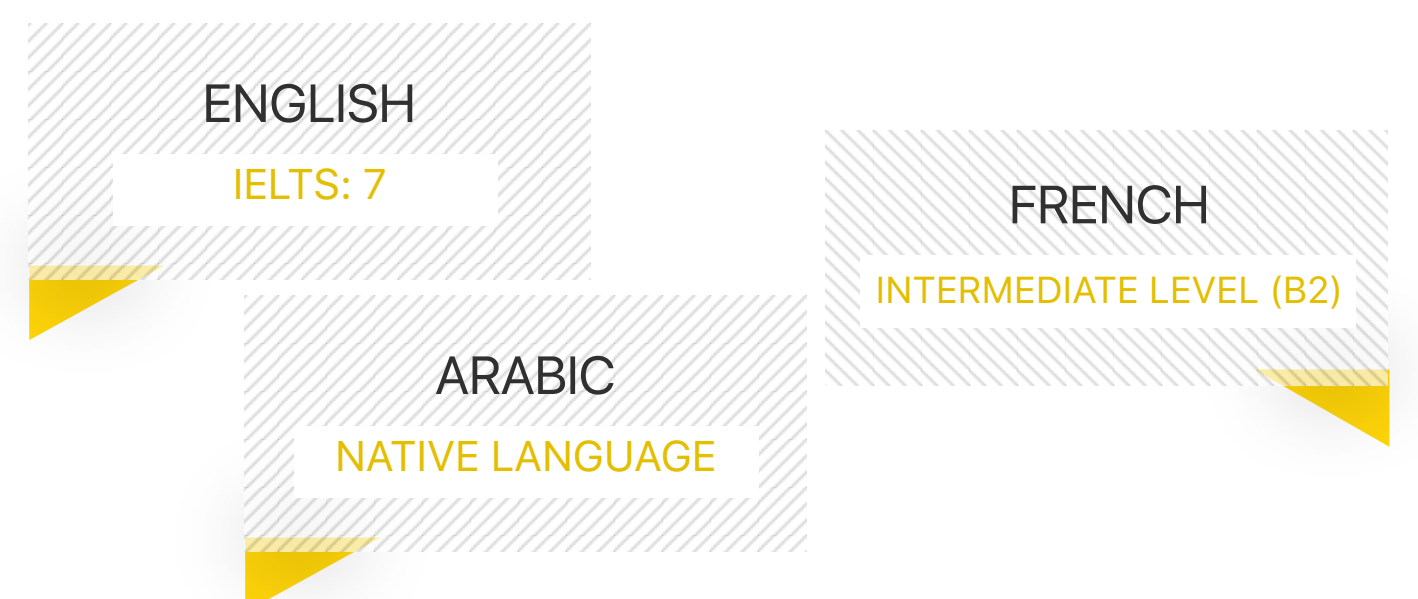 ENGLISH
IELTS: 7
ARABIC
NATIVE LANGUAGE
FRENCH
INTERMEDIATE LEVEL (B2)